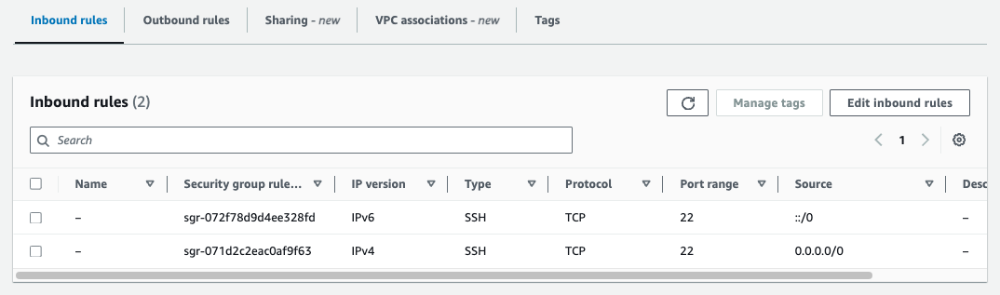 Inbound rules Outbound rules Sharing - new VPC associations - new Tags
Inbound rules (2)
Manage tags Edit inbound rules
Search
1
Name Security group rule... IP version Type Protocol Port range Source Desc
– sgr-072f78d9d4ee328fd IPv6 SSH TCP 22 ::/0 –
– sgr-071d2c2eac0af9f63 IPv4 SSH TCP 22 0.0.0.0/0 –